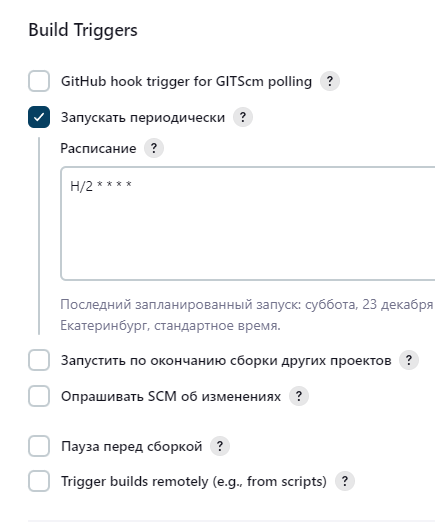 Build Triggers
GitHub hook trigger for GITScm polling ?
Запускать периодически ?
Расписание ?
H/2 * * * *
Последний запланированный запуск: суббота, 23 декабря
Екатеринбург, стандартное время.
Запустить по окончанию сборки других проектов ?
Опрашивать SCM об изменениях ?
Пауза перед сборкой ?
Trigger builds remotely (e.g., from scripts) ?